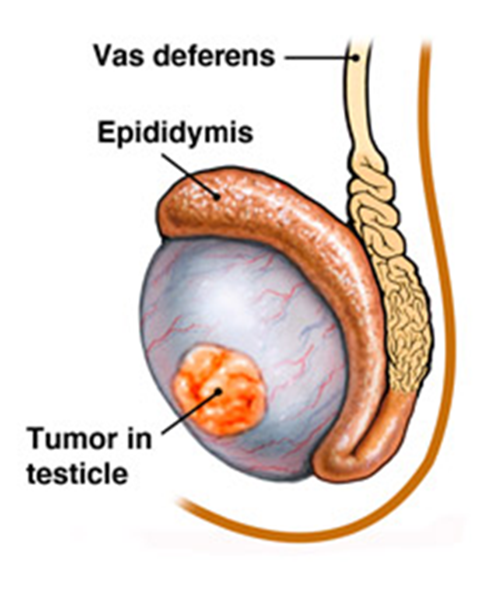 Vas deferens
Epididymis
Tumor in
testicle